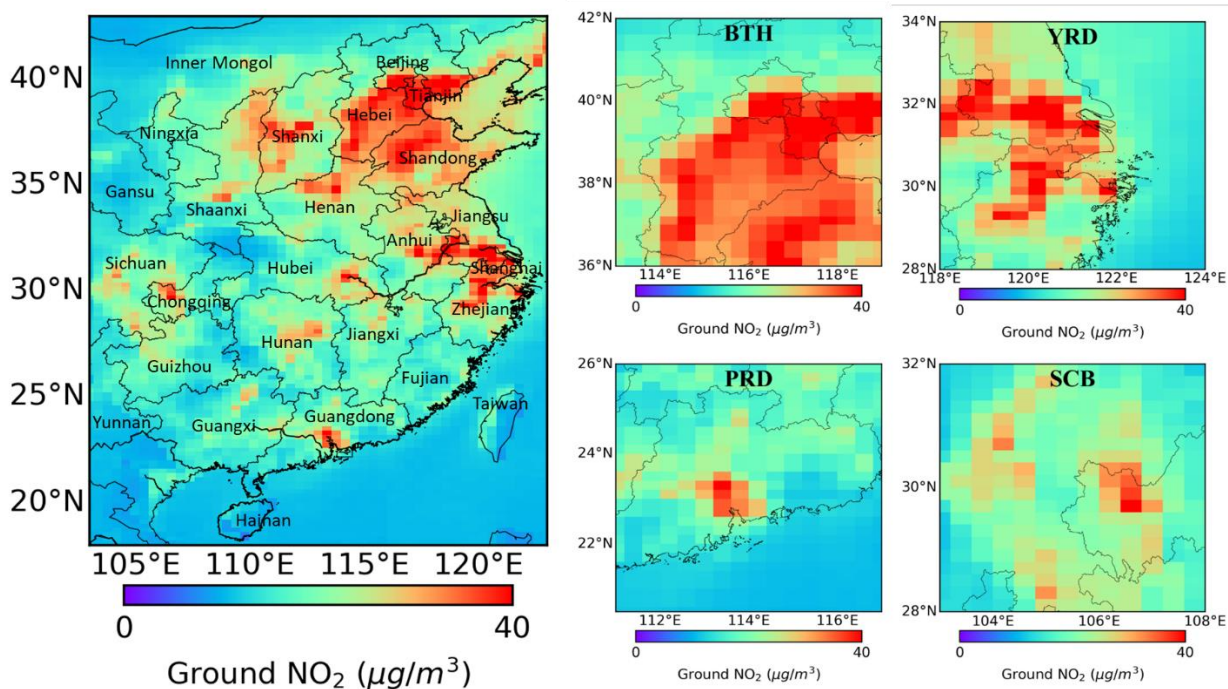 40°N
35°N
30°N
25°N
20°N
Inner Mongol
Beijing
Tianjin
Hebei
Ningxia
Shanxi
Shandong
Gansu
Shaanxi
Henan
Jiangsu
Anhui
Sichuan
Hubei
Shanghai
Chongqing
Zhejiang
Hunan
Jiangxi
Guizhou
Fujian
Yunnan
Guangxi
Guangdong
Taiwan
Hainan
105°E 110°E 115°E 120°E
0 40
Ground NO₂ (μg/m³)
BTH
42°N
40°N
38°N
36°N
114°E 116°E 118°E
0 40
Ground NO₂ (μg/m³)
YRD
34°N
32°N
30°N
28°N
118°E 120°E 122°E 124°E
0 40
Ground NO₂ (μg/m³)
PRD
26°N
24°N
22°N
112°E 114°E 116°E
0 40
Ground NO₂ (μg/m³)
SCB
32°N
30°N
28°N
104°E 106°E 108°E
0 40
Ground NO₂ (μg/m³)